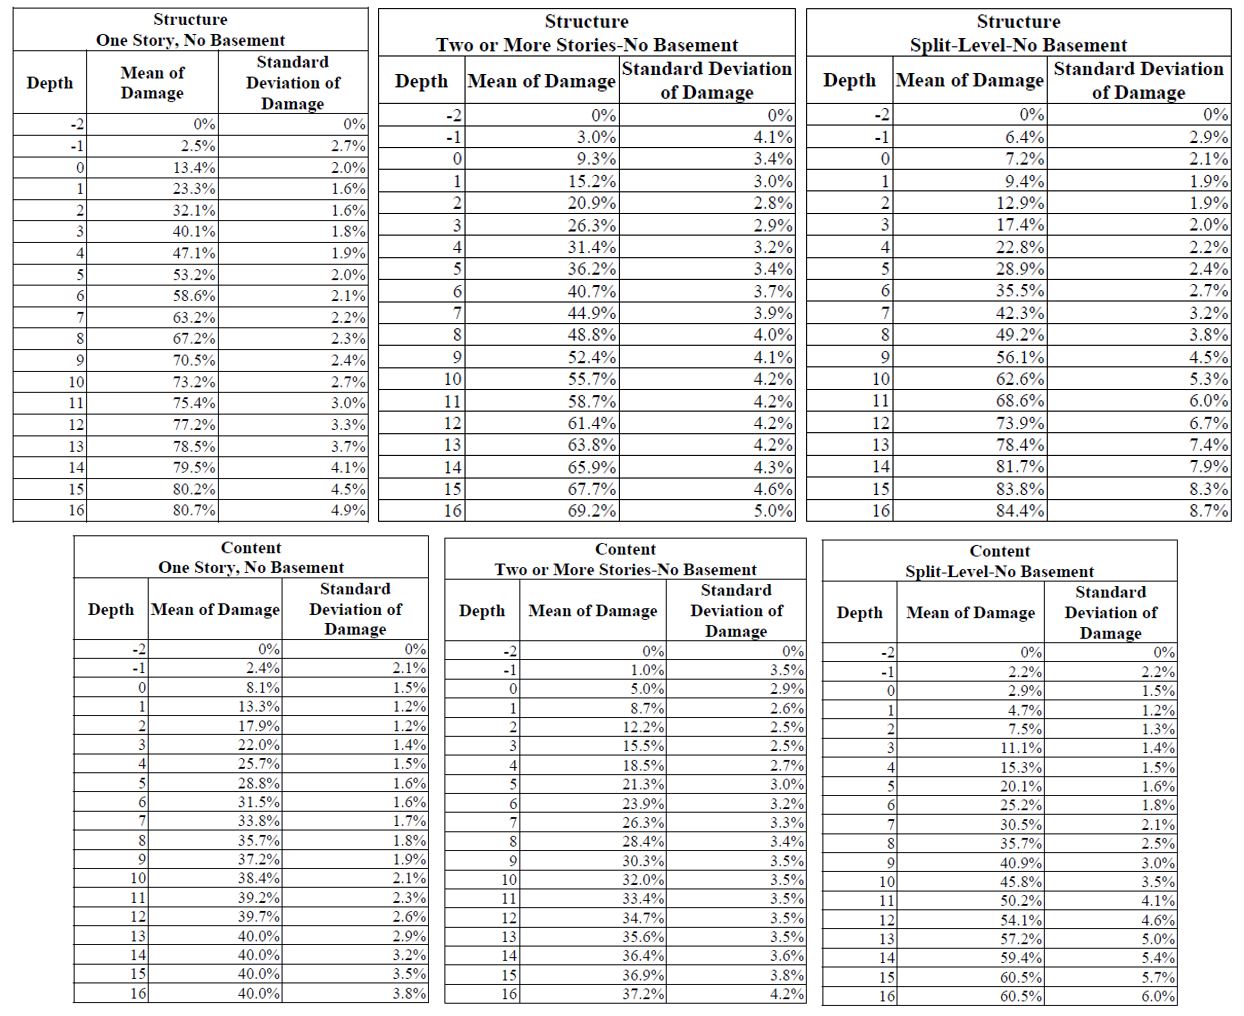 Structure
One Story, No Basement
Depth Mean of Damage Standard Deviation of Damage
-2 0% 0%
-1 2.5% 2.7%
0 13.4% 2.0%
1 23.3% 1.6%
2 32.1% 1.6%
3 40.1% 1.8%
4 47.1% 1.9%
5 53.2% 2.0%
6 58.6% 2.1%
7 63.2% 2.2%
8 67.2% 2.3%
9 70.5% 2.4%
10 73.2% 2.7%
11 75.4% 3.0%
12 77.2% 3.3%
13 78.5% 3.7%
14 79.5% 4.1%
15 80.2% 4.5%
16 80.7% 4.9%
Structure
Two or More Stories-No Basement
Depth Mean of Damage Standard Deviation of Damage
-2 0% 0%
-1 3.0% 4.1%
0 9.3% 3.4%
1 15.2% 3.0%
2 20.9% 2.8%
3 26.3% 2.9%
4 31.4% 3.2%
5 36.2% 3.4%
6 40.7% 3.7%
7 44.9% 3.9%
8 48.8% 4.0%
9 52.4% 4.1%
10 55.7% 4.2%
11 58.7% 4.2%
12 61.4% 4.2%
13 63.8% 4.2%
14 65.9% 4.3%
15 67.7% 4.6%
16 69.2% 5.0%
Structure
Split-Level-No Basement
Depth Mean of Damage Standard Deviation of Damage
-2 0% 0%
-1 6.4% 2.9%
0 7.2% 2.1%
1 9.4% 1.9%
2 12.9% 1.9%
3 17.4% 2.0%
4 22.8% 2.2%
5 28.9% 2.4%
6 35.5% 2.7%
7 42.3% 3.2%
8 49.2% 3.8%
9 56.1% 4.5%
10 62.6% 5.3%
11 68.6% 6.0%
12 73.9% 6.7%
13 78.4% 7.4%
14 81.7% 7.9%
15 83.8% 8.3%
16 84.4% 8.7%
Content
One Story, No Basement
Depth Mean of Damage Standard Deviation of Damage
-2 0% 0%
-1 2.4% 2.1%
0 8.1% 1.5%
1 13.3% 1.2%
2 17.9% 1.2%
3 22.0% 1.4%
4 25.7% 1.5%
5 28.8% 1.6%
6 31.5% 1.6%
7 33.8% 1.7%
8 35.7% 1.8%
9 37.2% 1.9%
10 38.4% 2.1%
11 39.2% 2.3%
12 39.7% 2.6%
13 40.0% 2.9%
14 40.0% 3.2%
15 40.0% 3.5%
16 40.0% 3.8%
Content
Two or More Stories-No Basement
Depth Mean of Damage Standard Deviation of Damage
-2 0% 0%
-1 1.0% 3.5%
0 5.0% 2.9%
1 8.7% 2.6%
2 12.2% 2.5%
3 15.5% 2.5%
4 18.5% 2.7%
5 21.3% 3.0%
6 23.9% 3.2%
7 26.3% 3.3%
8 28.4% 3.4%
9 30.3% 3.5%
10 32.0% 3.5%
11 33.4% 3.5%
12 34.7% 3.5%
13 35.6% 3.5%
14 36.4% 3.6%
15 36.9% 3.8%
16 37.2% 4.2%
Content
Split-Level-No Basement
Depth Mean of Damage Standard Deviation of Damage
-2 0% 0%
-1 2.2% 2.2%
0 2.9% 1.5%
1 4.7% 1.2%
2 7.5% 1.3%
3 11.1% 1.4%
4 15.3% 1.5%
5 20.1% 1.6%
6 25.2% 1.8%
7 30.5% 2.1%
8 35.7% 2.5%
9 40.9% 3.0%
10 45.8% 3.5%
11 50.2% 4.1%
12 54.1% 4.6%
13 57.2% 5.0%
14 59.4% 5.4%
15 60.5% 5.7%
16 60.5% 6.0%